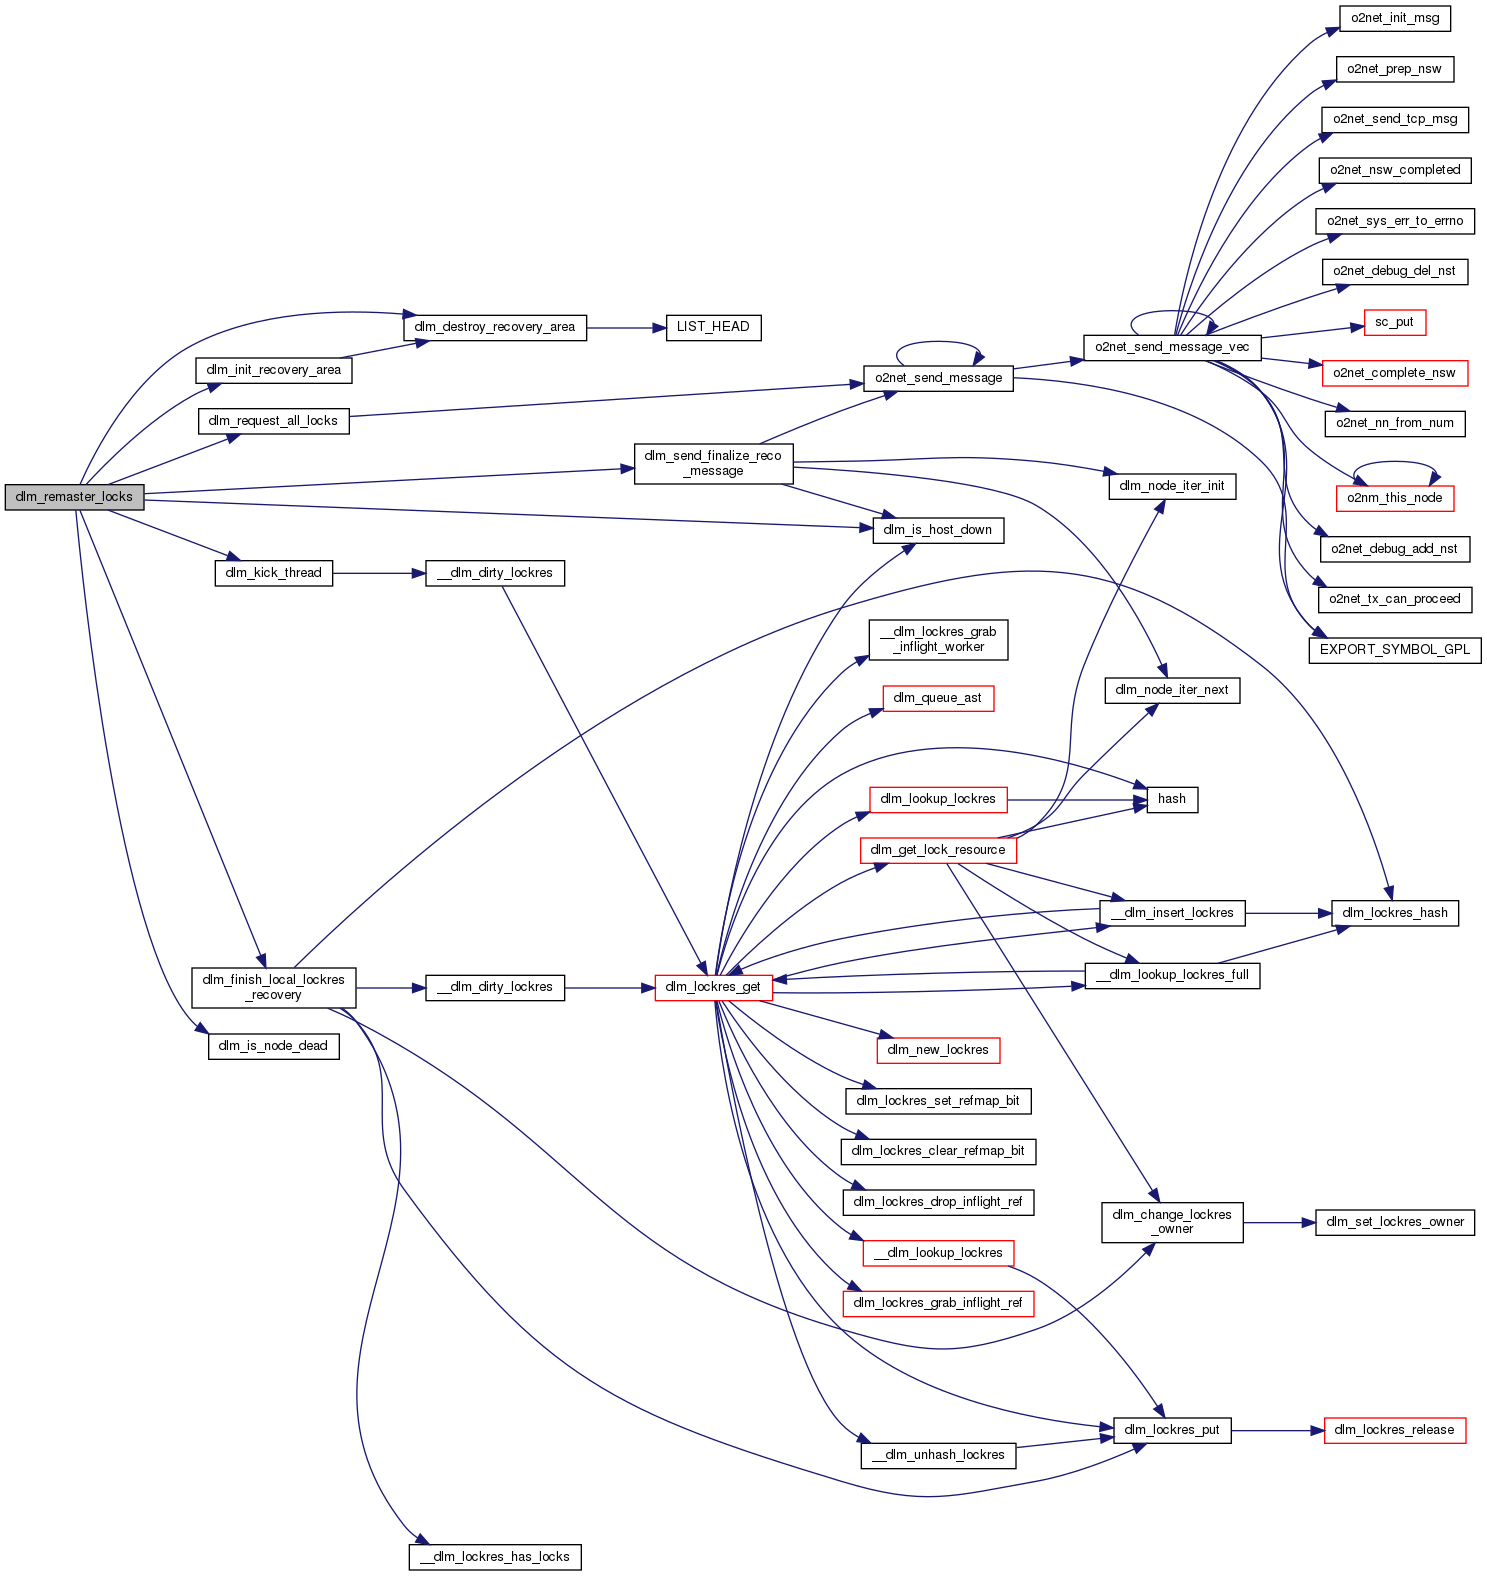 o2net_init_msg
o2net_prep_nsw
o2net_send_tcp_msg
o2net_nsw_completed
o2net_sys_err_to_errno
o2net_debug_del_nst
sc_put
dlm_destroy_recovery_area
LIST_HEAD
o2net_send_message_vec
dlm_init_recovery_area
o2net_send_message
o2net_complete_nsw
dlm_request_all_locks
o2net_nn_from_num
dlm_send_finalize_reco
_message
dlm_node_iter_init
dlm_remaster_locks
o2nm_this_node
dlm_is_host_down
o2net_debug_add_nst
dlm_kick_thread
__dlm_dirty_lockres
o2net_tx_can_proceed
__dlm_lockres_grab
_inflight_worker
EXPORT_SYMBOL_GPL
dlm_queue_ast
dlm_node_iter_next
dlm_lookup_lockres
hash
dlm_get_lock_resource
__dlm_insert_lockres
dlm_lockres_hash
dlm_finish_local_lockres
_recovery
__dlm_dirty_lockres
dlm_lockres_get
__dlm_lookup_lockres_full
dlm_is_node_dead
dlm_new_lockres
dlm_lockres_set_refmap_bit
dlm_lockres_clear_refmap_bit
dlm_lockres_drop_inflight_ref
dlm_change_lockres
_owner
dlm_set_lockres_owner
__dlm_lookup_lockres
dlm_lockres_grab_inflight_ref
dlm_lockres_put
dlm_lockres_release
__dlm_unhash_lockres
__dlm_lockres_has_locks